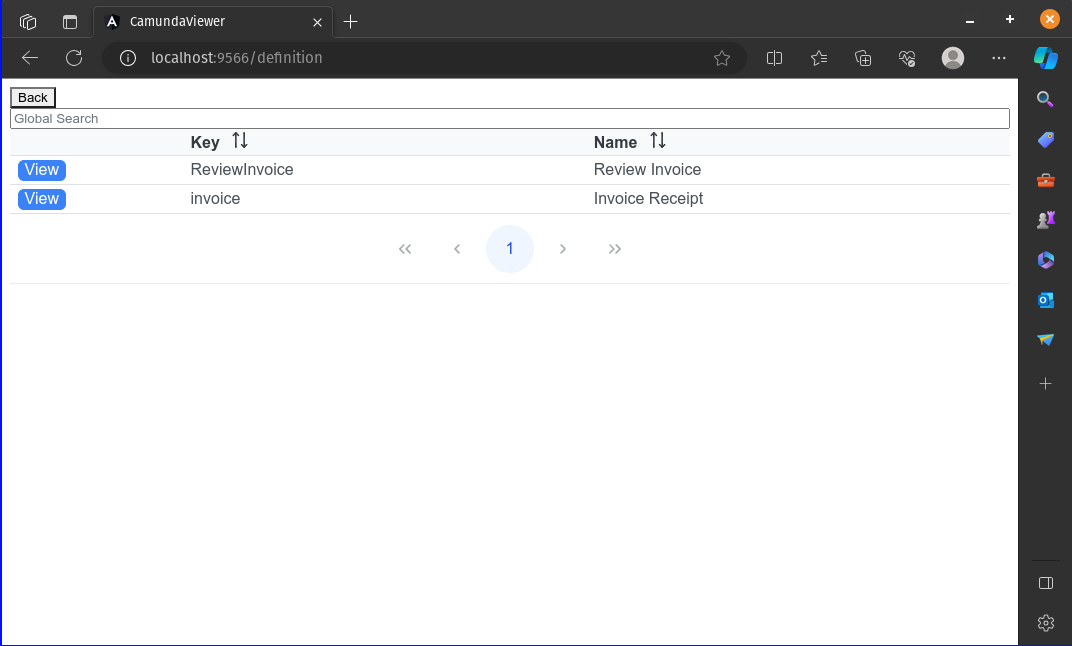 CamundaViewer
localhost:9566/definition
Back
Global Search
Key Name
View ReviewInvoice Review Invoice
View invoice Invoice Receipt
1